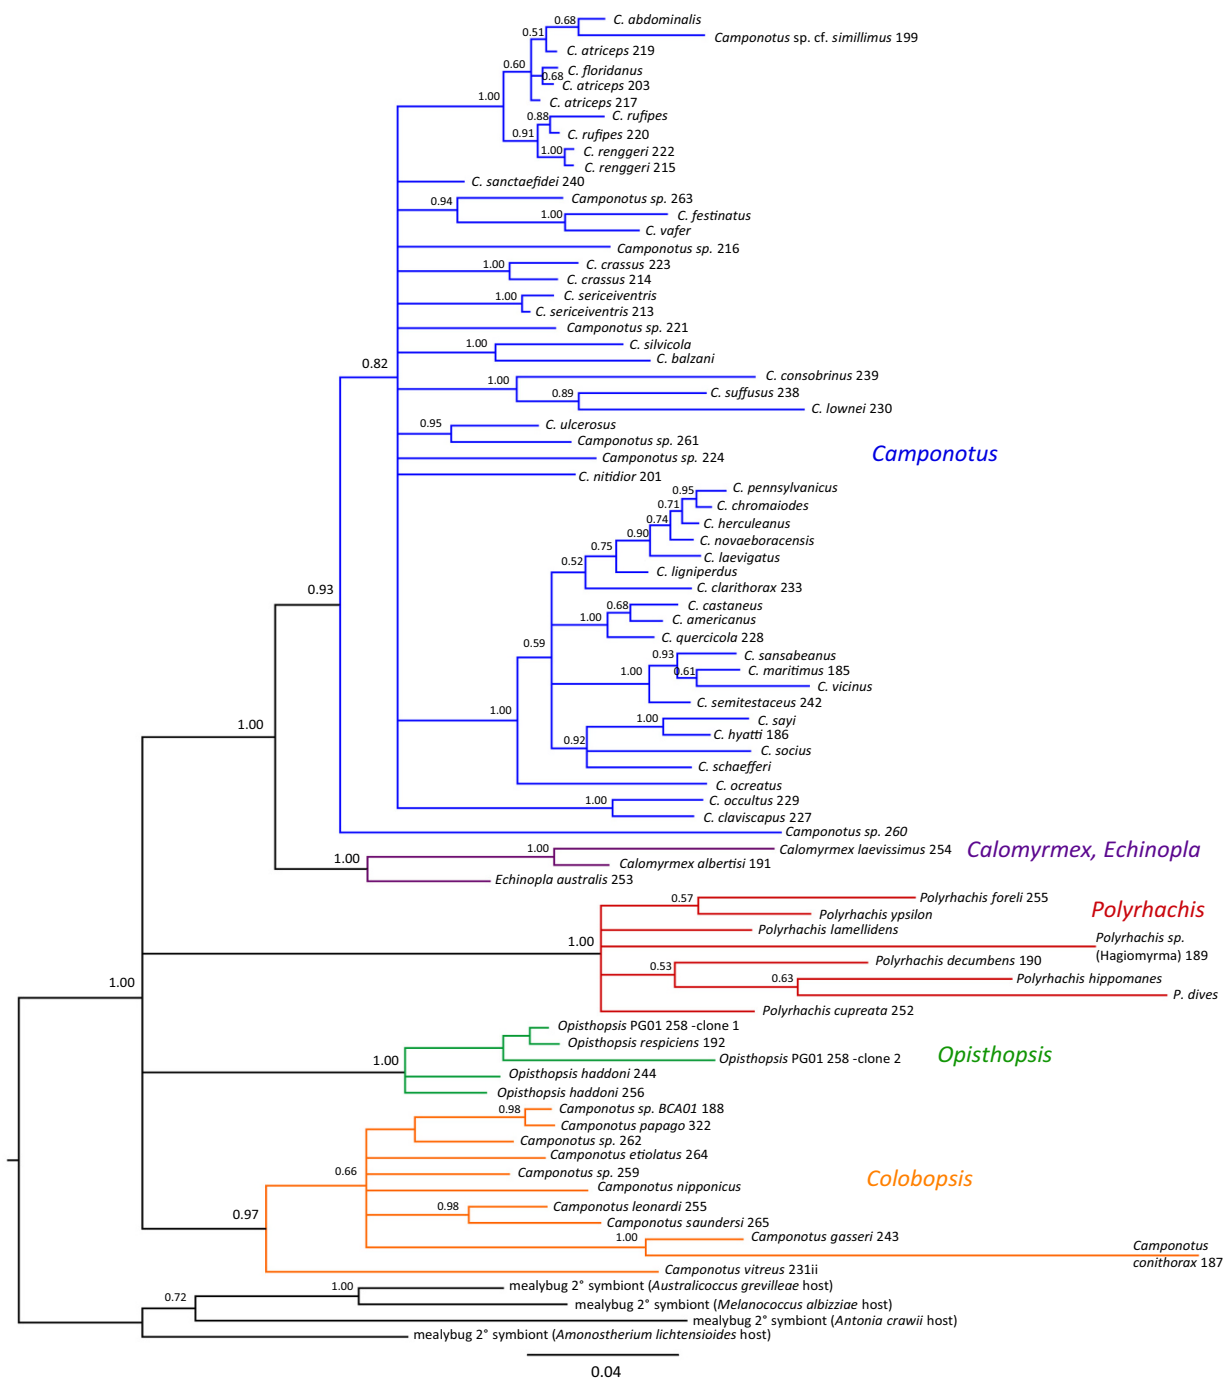 0.68
C. abdominalis
Camponotus sp. cf. simillimus 199
0.51
C. atriceps 219
0.60
C. floridanus
0.68
C. atriceps 203
1.00
C. atriceps 217
0.88
C. rufipes
0.91
C. rufipes 220
1.00
C. renggeri 222
C. renggeri 215
C. sanctaefidei 240
0.94
Camponotus sp. 263
1.00
C. festinatus
C. vafer
Camponotus sp. 216
1.00
C. crassus 223
C. crassus 214
1.00
C. sericeiventris
C. sericeiventris 213
Camponotus sp. 221
1.00
C. silvicola
C. balzani
0.82
1.00
C. consobrinus 239
0.89
C. suffusus 238
C. lownei 230
0.95
C. ulcerosus
Camponotus sp. 261
Camponotus
Camponotus sp. 224
C. nitidior 201
0.95
C. pennsylvanicus
0.71
C. chromaiodes
0.74
C. herculeanus
0.90
C. novaeboracensis
0.75
C. laevigatus
0.52
C. ligniperdus
C. clarithorax 233
0.93
0.68
C. castaneus
1.00
C. americanus
C. quercicola 228
0.59
0.93
C. sansabeanus
1.00
0.61
C. maritimus 185
C. vicinus
C. semitestaceus 242
1.00
1.00
C. sayi
C. hyatti 186
0.92
C. socius
C. schaefferi
1.00
C. ocreatus
1.00
C. occultus 229
C. claviscapus 227
Camponotus sp. 260
1.00
1.00
Calomyrmex laevissimus 254
Calomyrmex, Echinopla
Calomyrmex albertisi 191
Echinopla australis 253
0.57
Polyrhachis foreli 255
Polyrhachis
Polyrhachis ypsilon
Polyrhachis lamellidens
1.00
Polyrhachis sp.
(Hagiomyrma) 189
0.53
Polyrhachis decumbens 190
0.63
Polyrhachis hippomanes
1.00
P. dives
Polyrhachis cupreata 252
Opisthopsis PG01 258 -clone 1
Opisthopsis respiciens 192
Opisthopsis
1.00
Opisthopsis PG01 258 -clone 2
Opisthopsis haddoni 244
Opisthopsis haddoni 256
0.98
Camponotus sp. BCA01 188
Camponotus papago 322
Camponotus sp. 262
Camponotus etiolatus 264
0.66
Camponotus sp. 259
Colobopsis
Camponotus nipponicus
0.98
Camponotus leonardi 255
0.97
Camponotus saundersi 265
1.00
Camponotus gasseri 243
Camponotus
conithorax 187
Camponotus vitreus 231ii
1.00
mealybug 2° symbiont (Australicoccus grevilleae host)
0.72
mealybug 2° symbiont (Melanococcus albizziae host)
mealybug 2° symbiont (Antonia crawii host)
mealybug 2° symbiont (Amonostherium lichtensioides host)
0.04